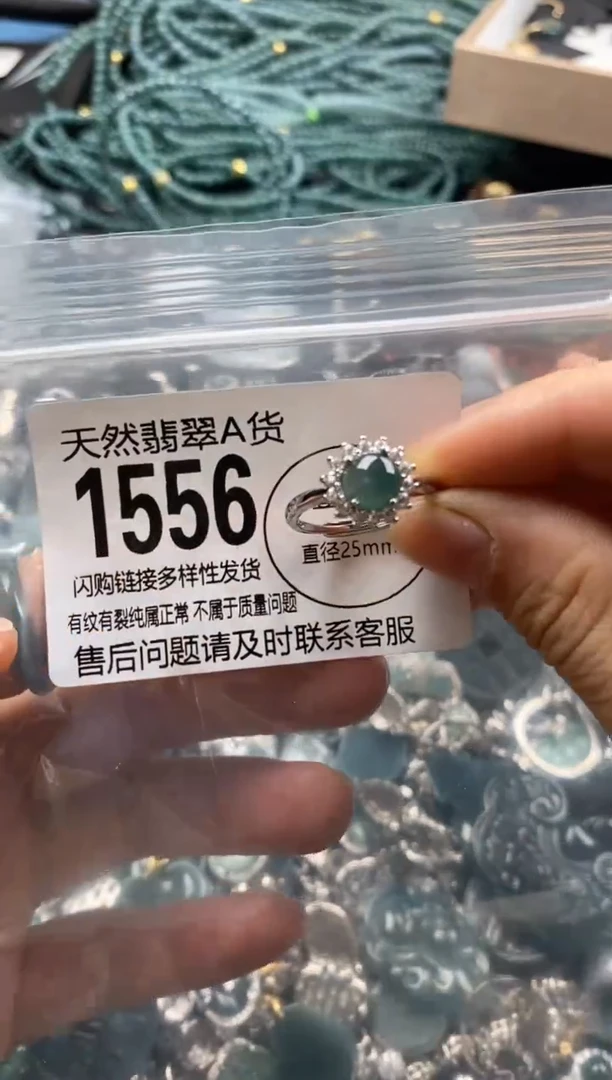 天然翡翠A货
1556
直径25mm
闪购链接多样性发货
有纹有裂纯属正常 不属于质量问题
售后问题请及时联系客服